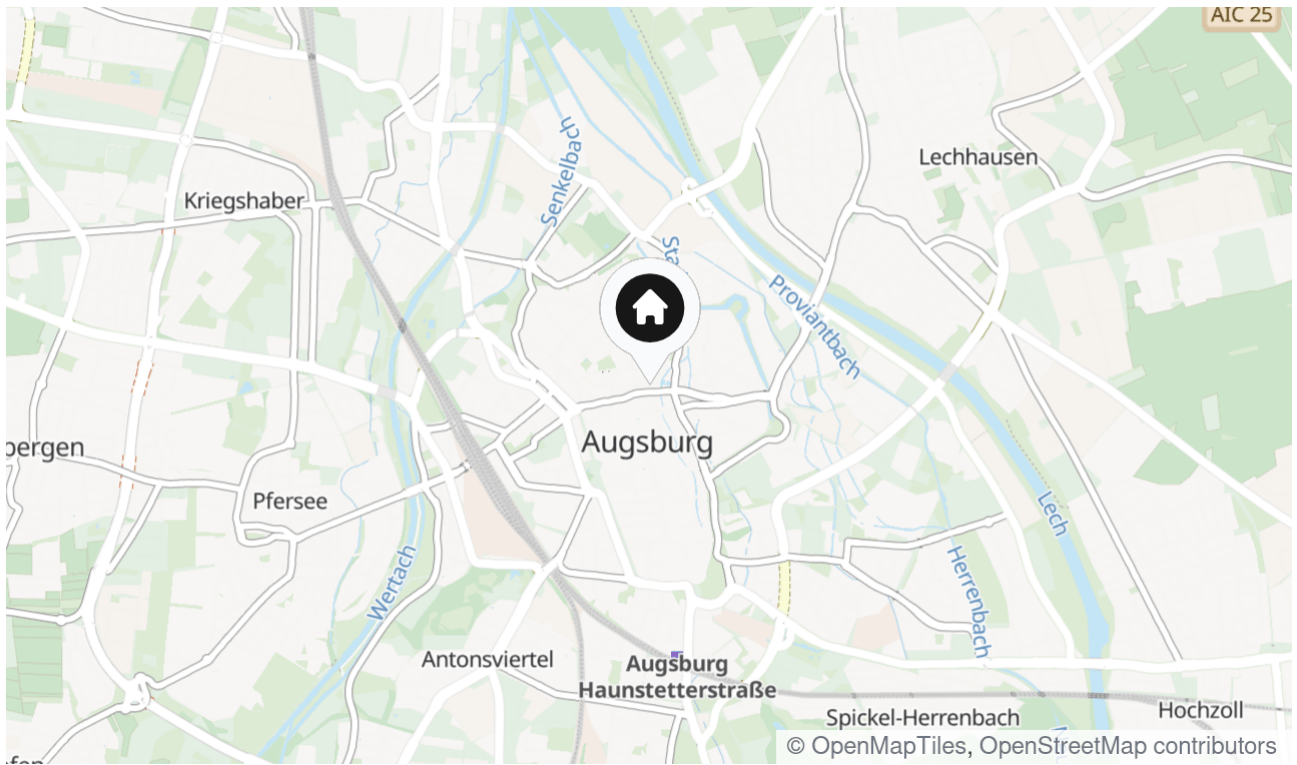 AIC 25
Lechhausen
Senkelbach
Kriegshaber
Sta
Proviantbach
Augsburg
bergen
Pfersee
Lech
Wertach
Herrenbach
Antonsviertel
Augsburg
Haunstetterstraße
Hochzoll
Spickel-Herrenbach
© OpenMapTiles, OpenStreetMap contributors